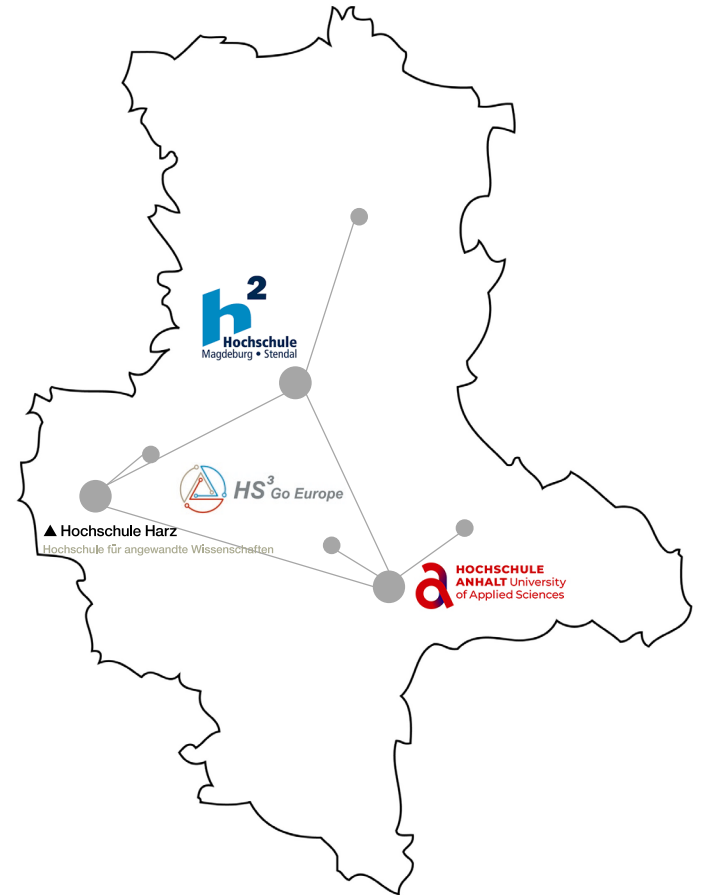 h²
Hochschule
Magdeburg • Stendal
HS³ Go Europe
Hochschule Harz
Hochschule für angewandte Wissenschaften
HOCHSCHULE
ANHALT University
of Applied Sciences